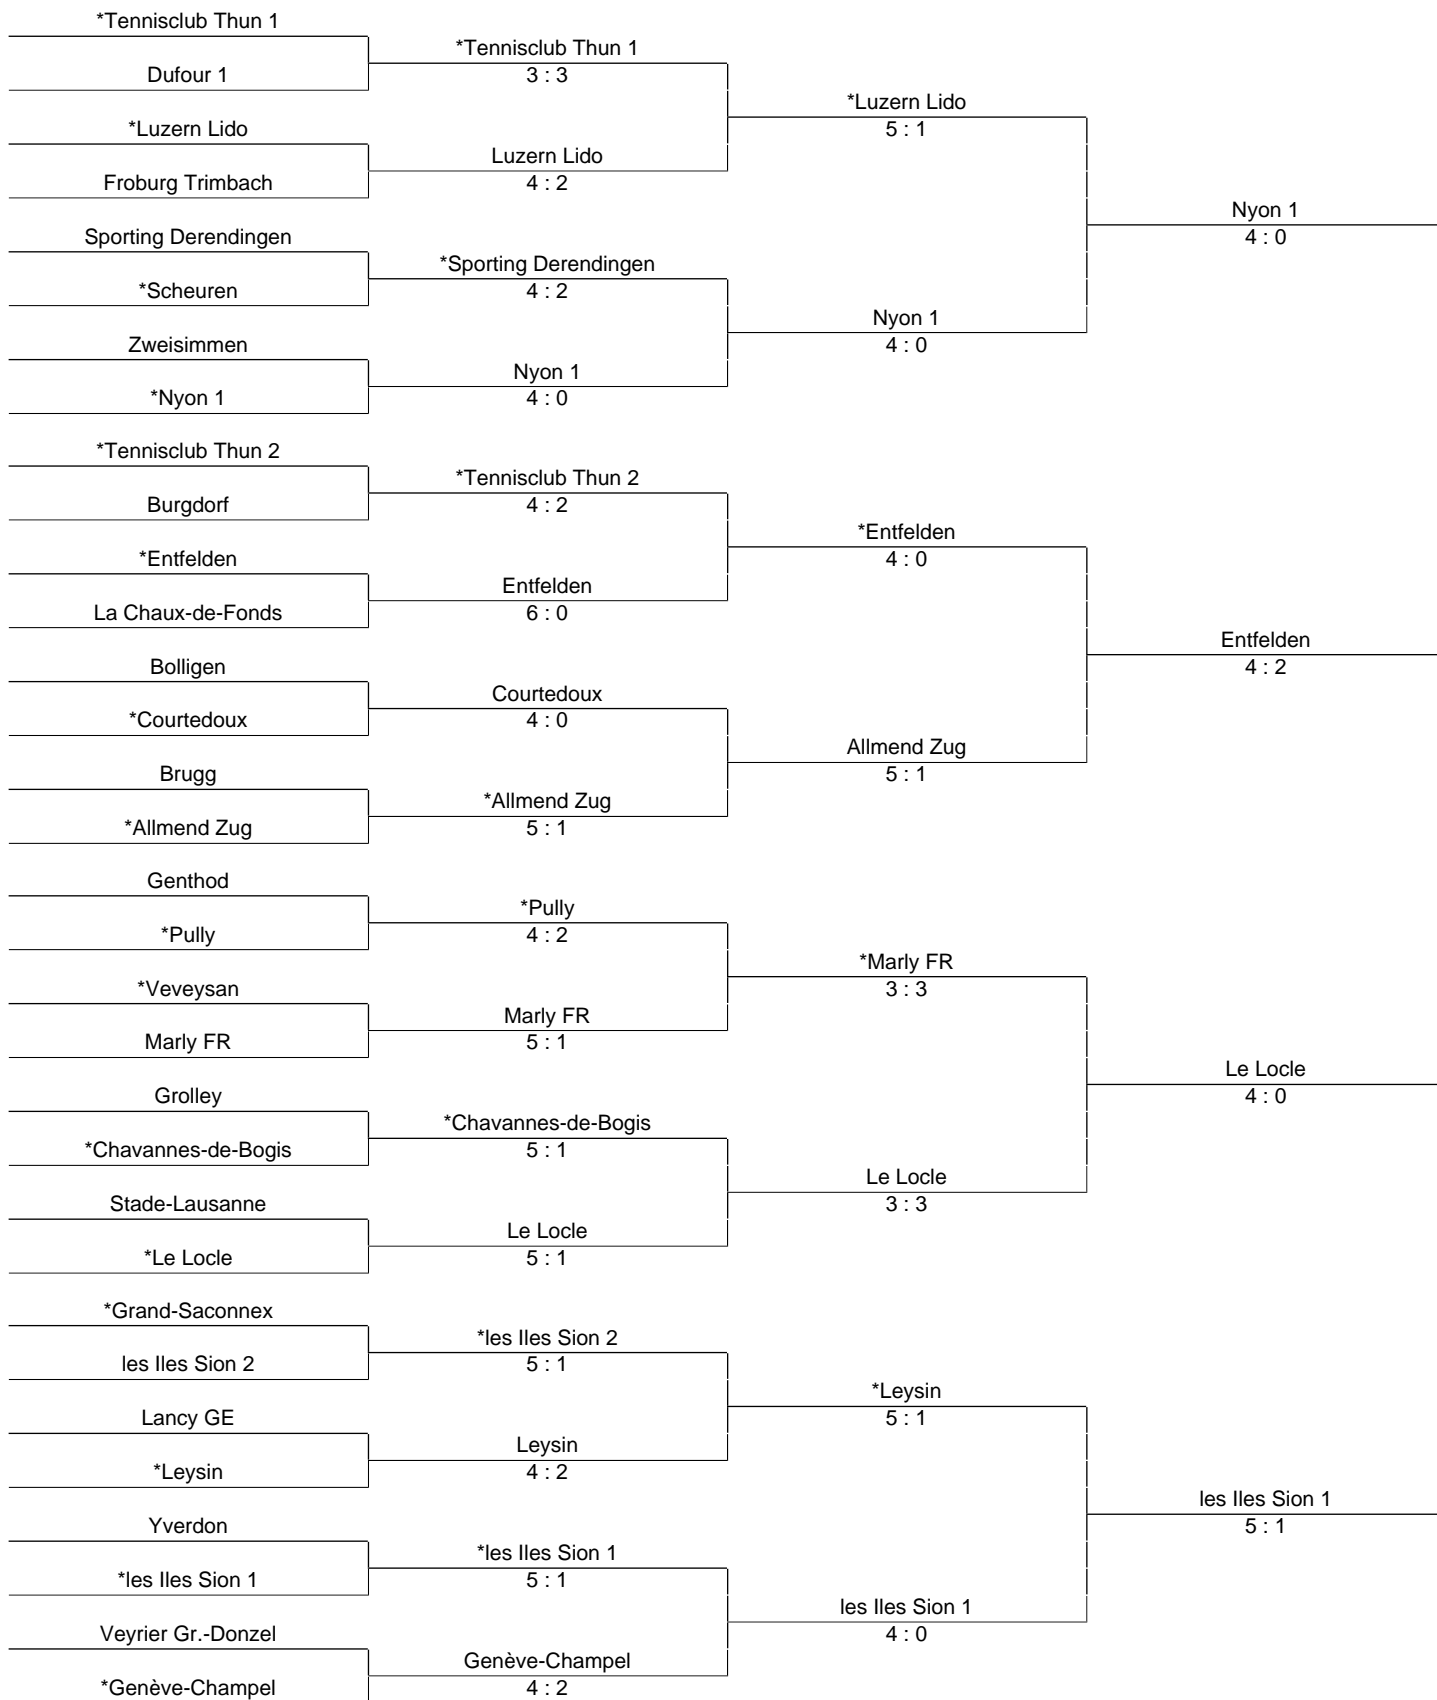 *Tennisclub Thun 1
*Tennisclub Thun 1
Dufour 1
3 : 3
*Luzern Lido
*Luzern Lido
5 : 1
Luzern Lido
Froburg Trimbach
4 : 2
Nyon 1
Sporting Derendingen
4 : 0
*Sporting Derendingen
*Scheuren
4 : 2
Nyon 1
Zweisimmen
4 : 0
Nyon 1
*Nyon 1
4 : 0
*Tennisclub Thun 2
*Tennisclub Thun 2
Burgdorf
4 : 2
*Entfelden
*Entfelden
4 : 0
Entfelden
La Chaux-de-Fonds
6 : 0
Entfelden
Bolligen
4 : 2
Courtedoux
*Courtedoux
4 : 0
Allmend Zug
Brugg
5 : 1
*Allmend Zug
*Allmend Zug
5 : 1
Genthod
*Pully
*Pully
4 : 2
*Marly FR
*Veveysan
3 : 3
Marly FR
Marly FR
5 : 1
Le Locle
Grolley
4 : 0
*Chavannes-de-Bogis
*Chavannes-de-Bogis
5 : 1
Le Locle
Stade-Lausanne
3 : 3
Le Locle
*Le Locle
5 : 1
*Grand-Saconnex
*les Iles Sion 2
les Iles Sion 2
5 : 1
*Leysin
Lancy GE
5 : 1
Leysin
*Leysin
4 : 2
les Iles Sion 1
Yverdon
5 : 1
*les Iles Sion 1
*les Iles Sion 1
5 : 1
les Iles Sion 1
Veyrier Gr.-Donzel
4 : 0
Genève-Champel
*Genève-Champel
4 : 2